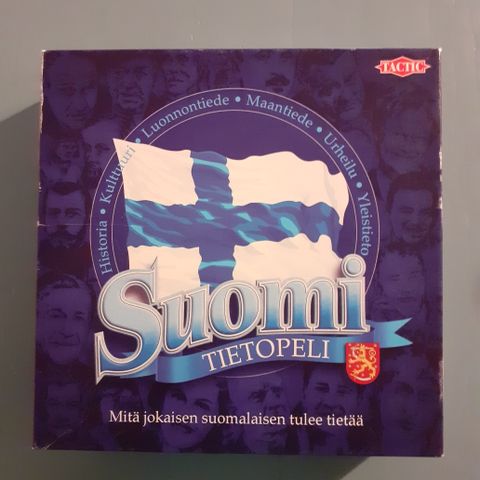 TACTIC
Historia • Kulttuuri • Luonnontiede • Maantiede • Urheilu • Yleistieto
Suomi
TIETOPELI
Mitä jokaisen suomalaisen tulee tietää